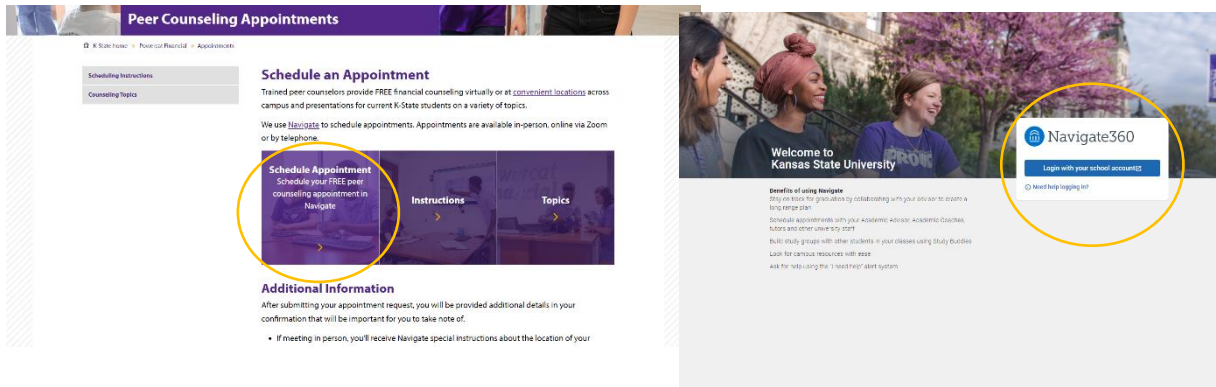 Peer Counseling Appointments
K-State home » Powercat Financial » Appointments
Scheduling Instructions
Counseling Topics
Schedule an Appointment
Trained peer counselors provide FREE financial counseling virtually or at convenient locations across
campus and presentations for current K-State students on a variety of topics.
We use Navigate to schedule appointments. Appointments are available in-person, online via Zoom
or by telephone.
Schedule Appointment
Schedule your FREE peer
counseling appointment in
Navigate
>
Instructions
>
Topics
>
Additional Information
After submitting your appointment request, you will be provided additional details in your
confirmation that will be important for you to take note of.
• If meeting in person, you'll receive Navigate special instructions about the location of your
Welcome to
Kansas State University
Navigate360
Login with your school account
Need help logging in?
Benefits of using Navigate
Stay on track for graduation by collaborating with your advisor to create a
long range plan
Schedule appointments with your Academic Advisor, Academic Coaches,
tutors and other university staff
Build study groups with other students in your classes using Study Buddies
Look for campus resources with ease
Ask for help using the "I need help" alert system